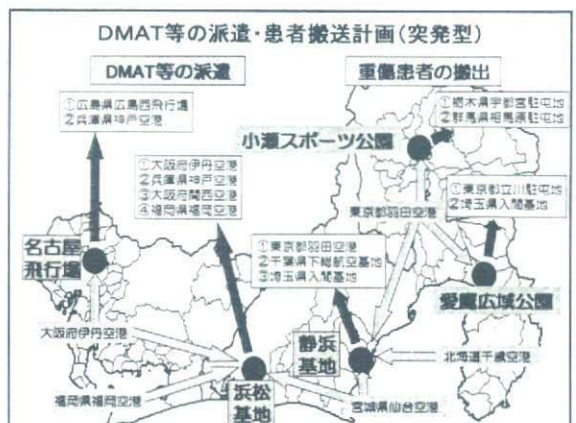 DMAT等の派遣・患者搬送計画(突発型)
DMAT等の派遣
重傷患者の搬出
①広島県広島西飛行場
②兵庫県神戸空港
①栃木県宇都宮駐屯地
②群馬県相馬原駐屯地
小瀬スポーツ公園
①大阪府伊丹空港
②兵庫県神戸空港
③大阪府関西空港
④福岡県福岡空港
①東京都立川駐屯地
②埼玉県入間基地
東京都羽田空港
名古屋
飛行場
①東京都羽田空港
②千葉県下総航空基地
③埼玉県入間基地
愛鷹広域公園
大阪府伊丹空港
静浜
基地
北海道千歳空港
浜松
基地
福岡県福岡空港
宮城県仙台空港